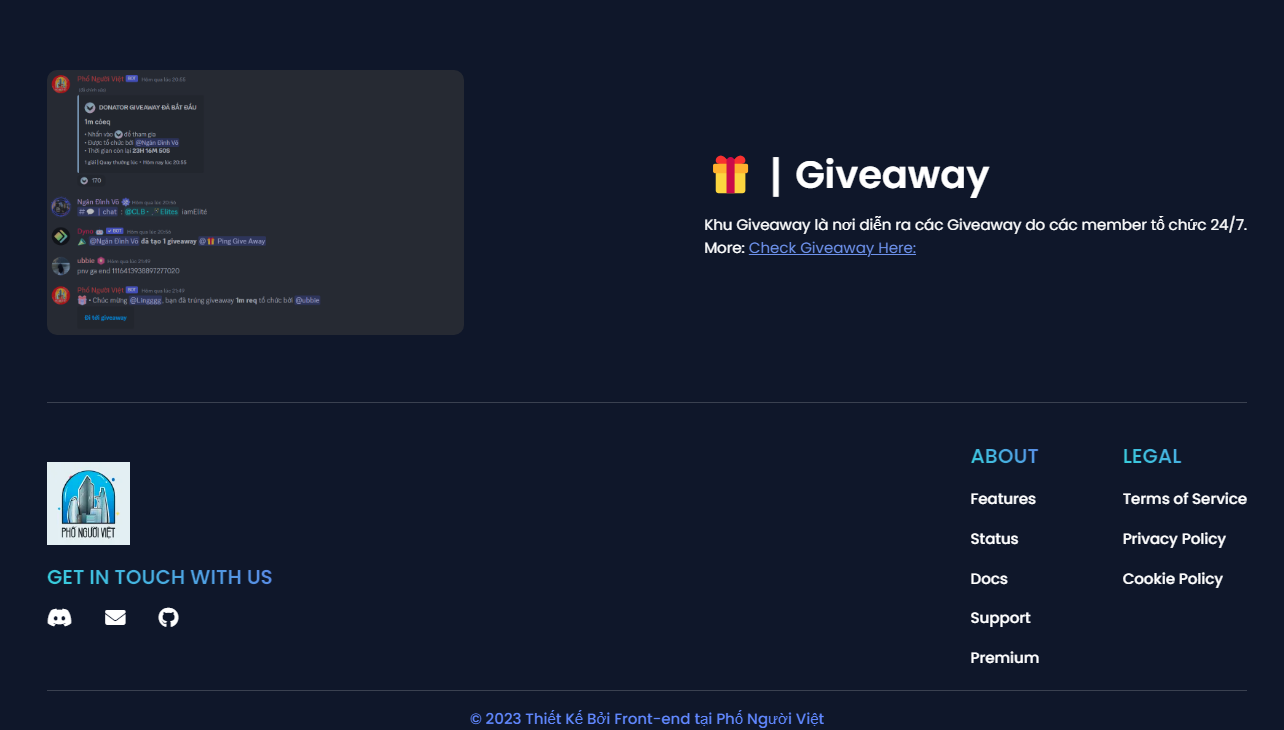 Phố Người Việt BOT Hôm qua lúc 20:55
DONATOR GIVEAWAY ĐÃ BẮT ĐẦU
1m cóeq
• Nhấn vào để tham gia
• Được tổ chức bởi @Ngân Đình Võ
• Thời gian còn lại 23H 16M 50S
1 giải | Quay thưởng lúc • Hôm nay lúc 20:55
170
Ngân Đình Võ Hôm qua lúc 20:56
# | chat : @CLB • Elites iamElité
Dyno BOT Hôm qua lúc 20:56
@Ngân Đình Võ đã tạo 1 giveaway @ Ping Give Away
ubbie Hôm qua lúc 21:49
pnv ga end 1116413938897277020
Phố Người Việt BOT Hôm qua lúc 21:49
• Chúc mừng @Lingggg, bạn đã trúng giveaway 1m req tổ chức bởi @ubbie
Đi tới giveaway
| Giveaway
Khu Giveaway là nơi diễn ra các Giveaway do các member tổ chức 24/7.
More: Check Giveaway Here:
PHỐ NGƯỜI VIỆT
GET IN TOUCH WITH US
ABOUT
Features
Status
Docs
Support
Premium
LEGAL
Terms of Service
Privacy Policy
Cookie Policy
© 2023 Thiết Kế Bởi Front-end tại Phố Người Việt